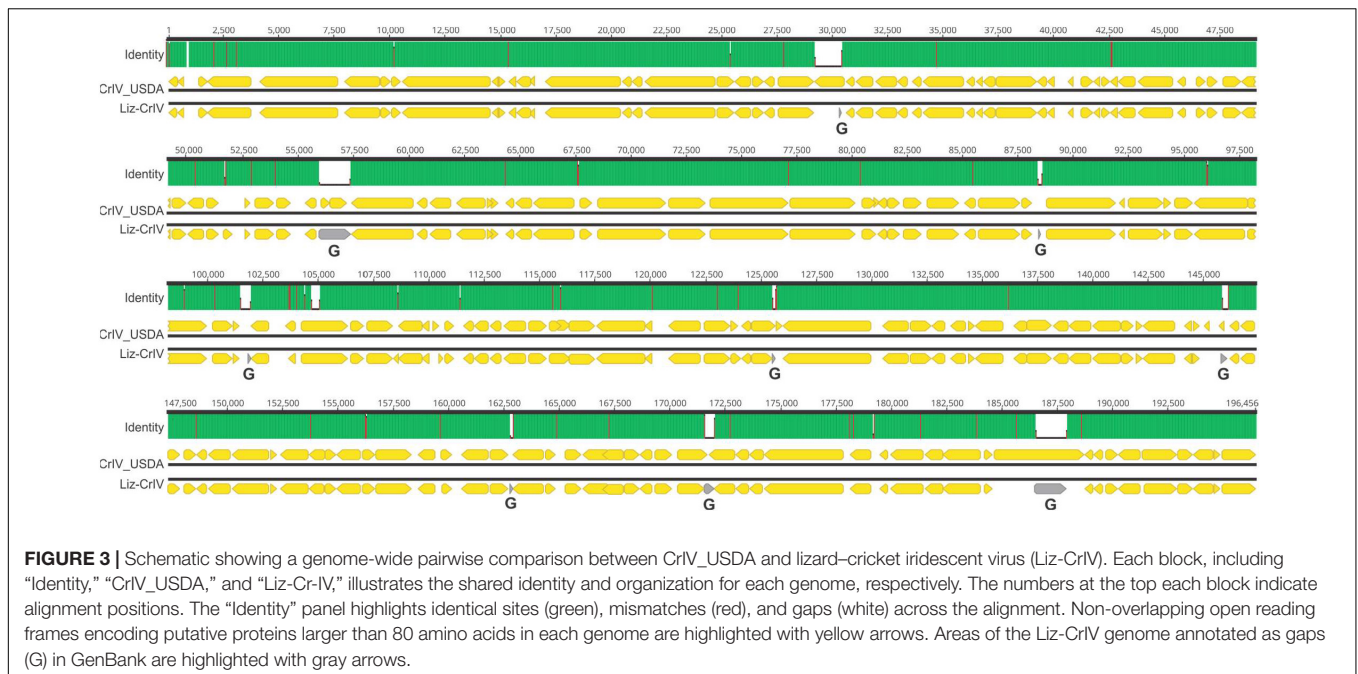 1 5,000 7,500 10,000 12,500 15,000 17,500 20,000 22,500 25,000 27,500 30,000 32,500 35,000 37,500 40,000 42,500 45,000 47,500
Identity
CrIV_USDA
Liz-CrIV
G
50,000 52,500 55,000 57,500 60,000 62,500 65,000 67,500 70,000 72,500 75,000 77,500 80,000 82,500 85,000 87,500 90,000 92,500 95,000 97,500
Identity
CrIV_USDA
Liz-CrIV
G G
100,000 102,500 105,000 107,500 110,000 112,500 115,000 117,500 120,000 122,500 125,000 127,500 130,000 132,500 135,000 137,500 140,000 142,500 145,000
Identity
CrIV_USDA
Liz-CrIV
G G G
147,500 150,000 152,500 155,000 157,500 160,000 162,500 165,000 167,500 170,000 172,500 175,000 177,500 180,000 182,500 185,000 187,500 190,000 192,500 196,456
Identity
CrIV_USDA
Liz-CrIV
G G G
FIGURE 3 | Schematic showing a genome-wide pairwise comparison between CrIV_USDA and lizard–cricket iridescent virus (Liz-CrIV). Each block, including
“Identity,” “CrIV_USDA,” and “Liz-Cr-IV,” illustrates the shared identity and organization for each genome, respectively. The numbers at the top each block indicate
alignment positions. The “Identity” panel highlights identical sites (green), mismatches (red), and gaps (white) across the alignment. Non-overlapping open reading
frames encoding putative proteins larger than 80 amino acids in each genome are highlighted with yellow arrows. Areas of the Liz-CrIV genome annotated as gaps
(G) in GenBank are highlighted with gray arrows.